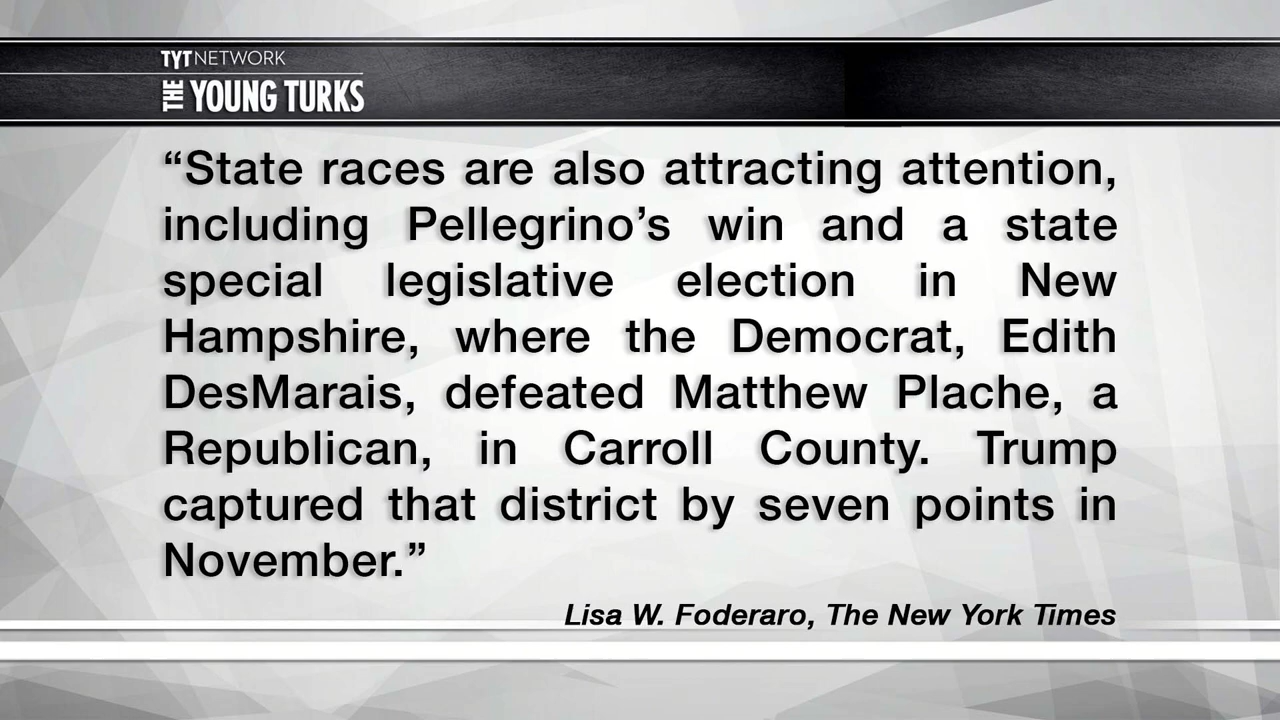 TYT NETWORK
THE YOUNG TURKS
“State races are also attracting attention,
including Pellegrino’s win and a state
special legislative election in New
Hampshire, where the Democrat, Edith
DesMarais, defeated Matthew Plache, a
Republican, in Carroll County. Trump
captured that district by seven points in
November.”
Lisa W. Foderaro, The New York Times